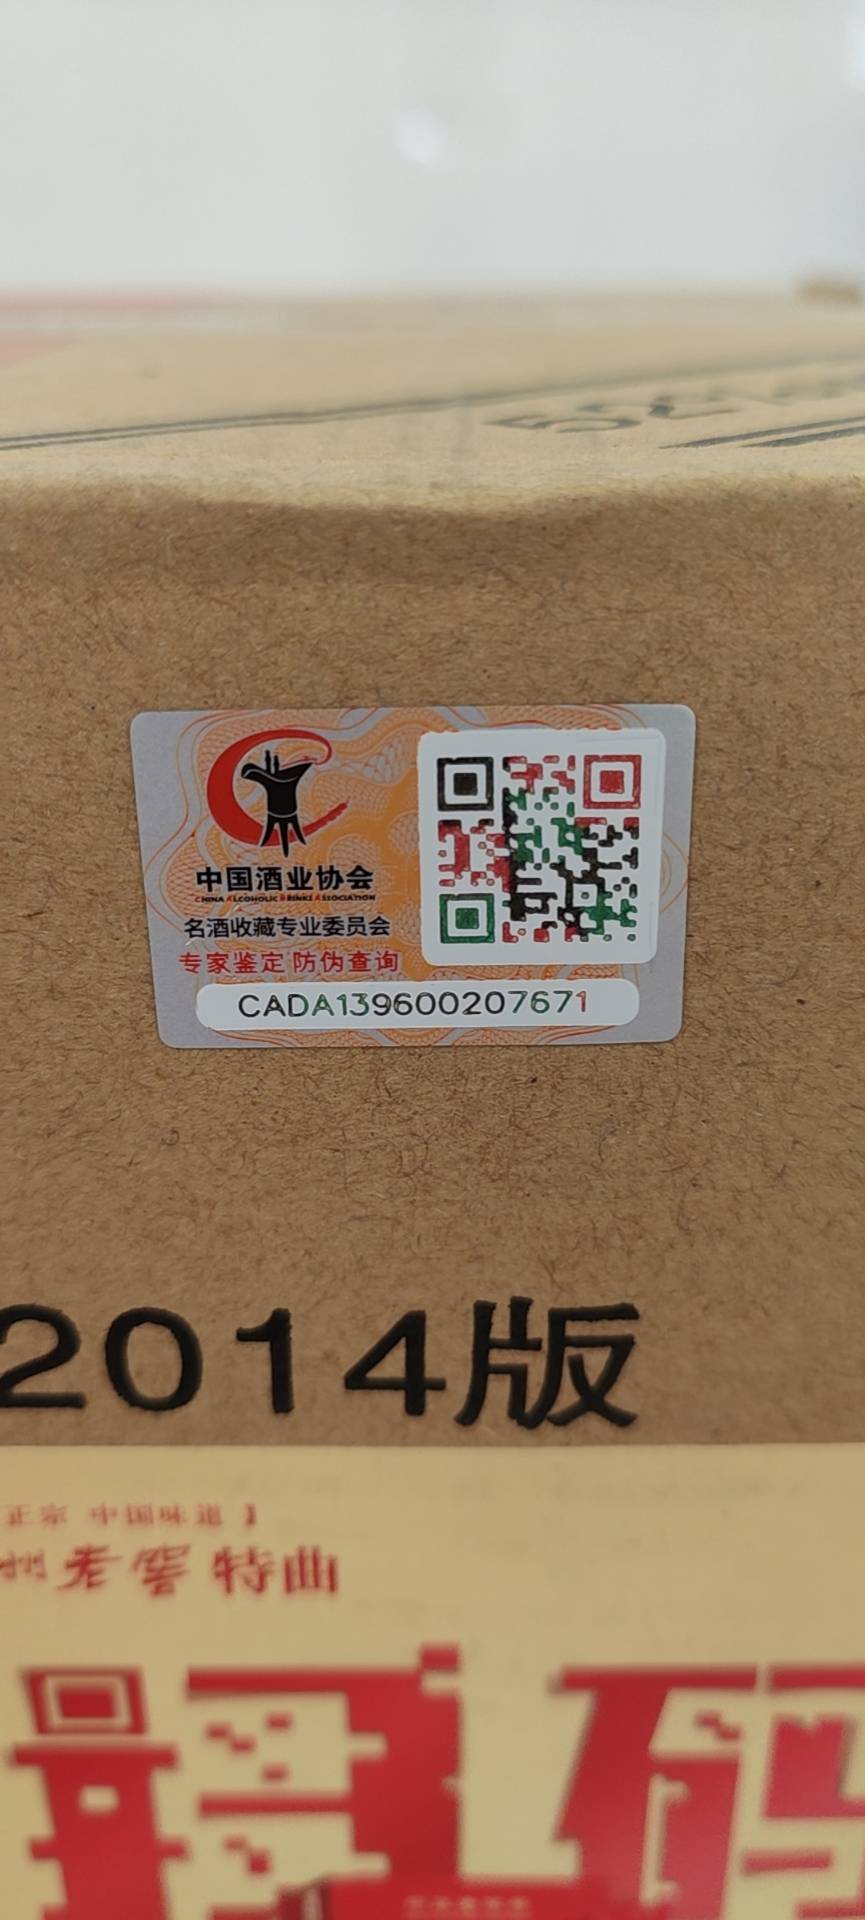 中国酒业协会
CHINA ALCOHOLIC DRINKS ASSOCIATION
名酒收藏专业委员会
专家鉴定 防伪查询
CADA139600207671
2014版
正宗 中国味道】
州老窖特曲